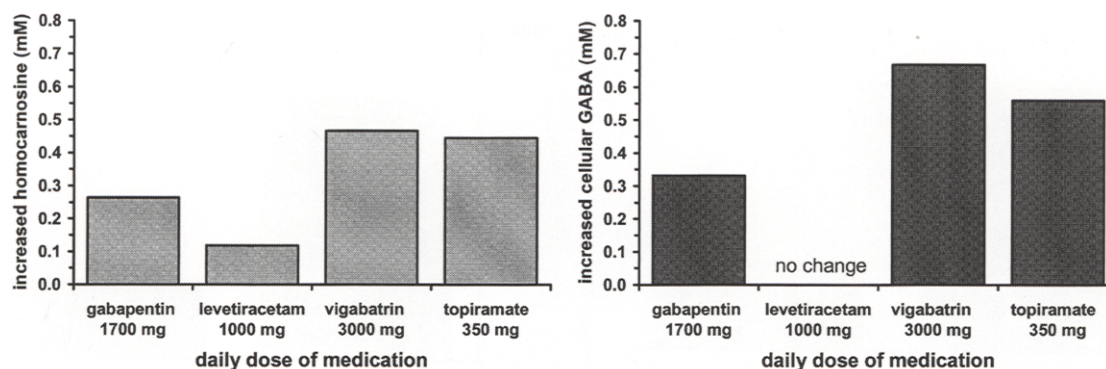 increased homocarnosine (mM)
0.8
0.7
0.6
0.5
0.4
0.3
0.2
0.1
0.0
gabapentin levetiracetam vigabatrin topiramate
1700 mg 1000 mg 3000 mg 350 mg
daily dose of medication
increased cellular GABA (mM)
0.8
0.7
0.6
0.5
0.4
0.3
0.2
0.1
0.0
no change
gabapentin levetiracetam vigabatrin topiramate
1700 mg 1000 mg 3000 mg 350 mg
daily dose of medication